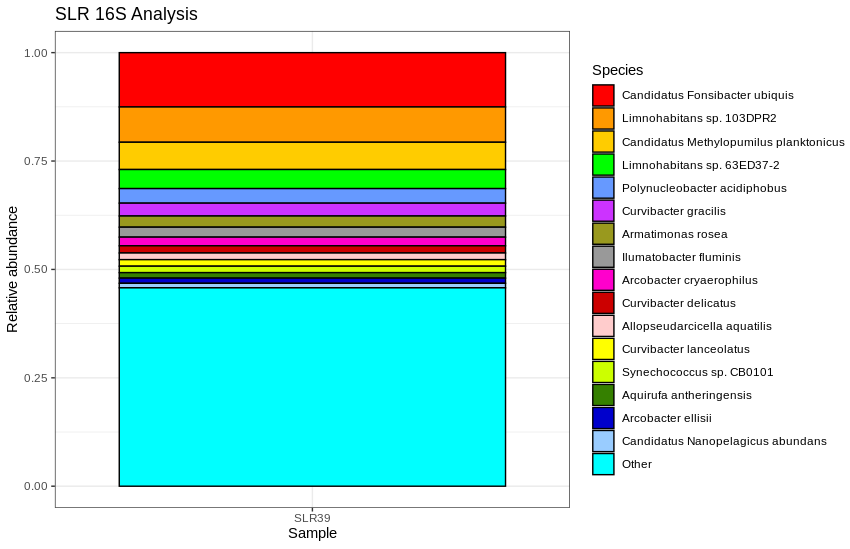 SLR 16S Analysis
Relative abundance
1.00
0.75
0.50
0.25
0.00
SLR39
Sample
Species
Candidatus Fonsibacter ubiquis
Limnohabitans sp. 103DPR2
Candidatus Methylopumilus planktonicus
Limnohabitans sp. 63ED37-2
Polynucleobacter acidiphobus
Curvibacter gracilis
Armatimonas rosea
Ilumatobacter fluminis
Arcobacter cryaerophilus
Curvibacter delicatus
Allopseudarcicella aquatilis
Curvibacter lanceolatus
Synechococcus sp. CB0101
Aquirufa antheringensis
Arcobacter ellisii
Candidatus Nanopelagicus abundans
Other